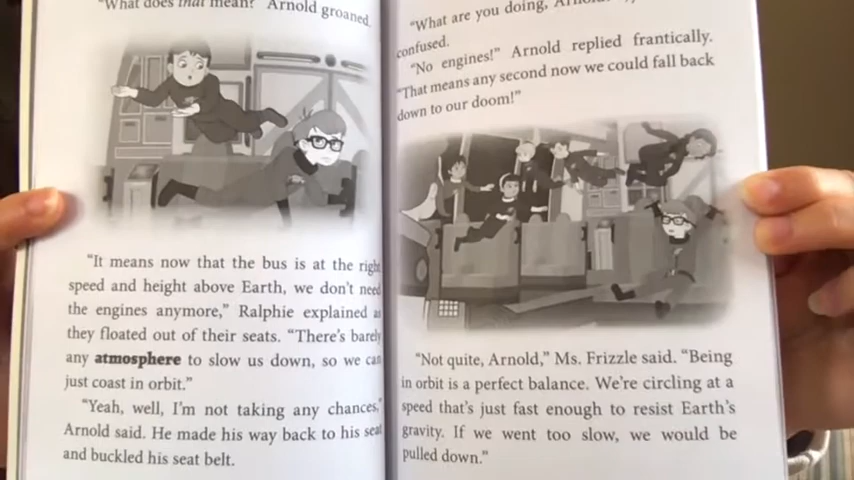 "What does that mean?" Arnold groaned.
"It means now that the bus is at the right
speed and height above Earth, we don't need
the engines anymore," Ralphie explained as
they floated out of their seats. "There's barely
any atmosphere to slow us down, so we can
just coast in orbit."
"Yeah, well, I'm not taking any chances,"
Arnold said. He made his way back to his seat
and buckled his seat belt.
"What are you doing,
confused.
"No engines!" Arnold replied frantically.
"That means any second now we could fall back
down to our doom!"
"Not quite, Arnold," Ms. Frizzle said. "Being
in orbit is a perfect balance. We're circling at a
speed that's just fast enough to resist Earth's
gravity. If we went too slow, we would be
pulled down."